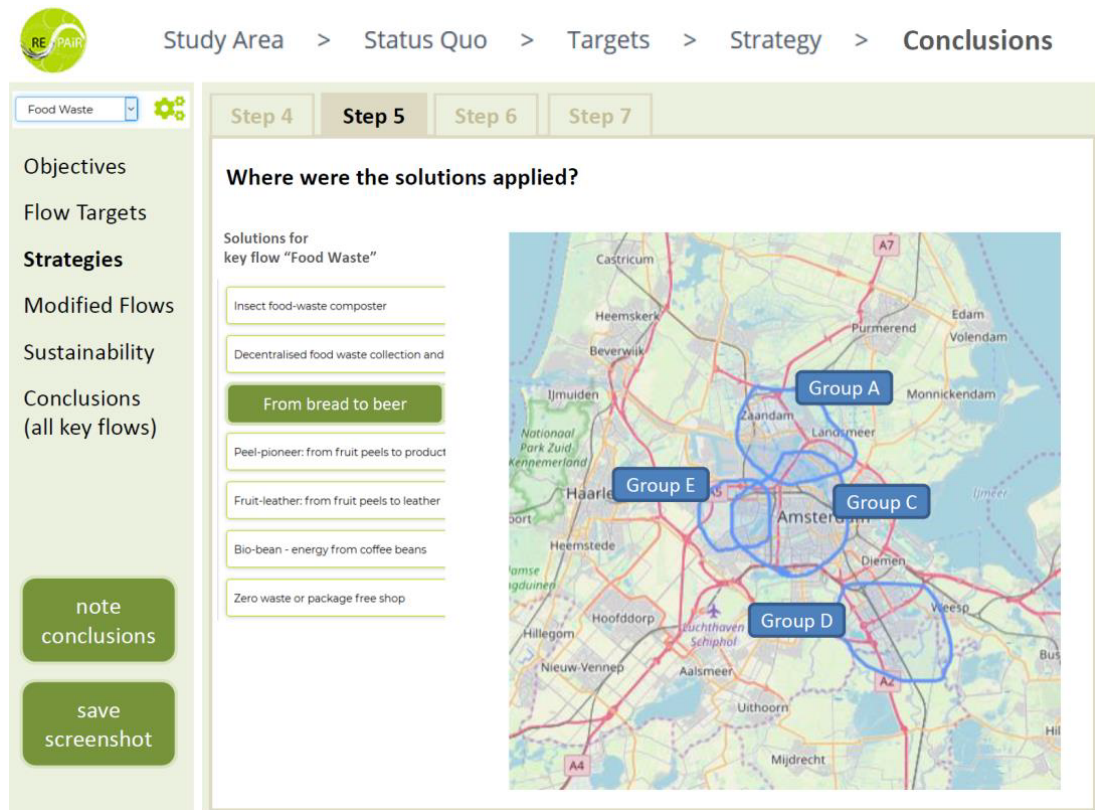 RE PAiR
Study Area > Status Quo > Targets > Strategy > Conclusions
Food Waste
Objectives
Flow Targets
Strategies
Modified Flows
Sustainability
Conclusions
(all key flows)
note
conclusions
save
screenshot
Step 4 Step 5 Step 6 Step 7
Where were the solutions applied?
Solutions for
key flow "Food Waste"
Insect food-waste composter
Decentralised food waste collection and
From bread to beer
Peel-pioneer: from fruit peels to product
Fruit-leather: from fruit peels to leather
Bio-bean - energy from coffee beans
Zero waste or package free shop
A7
Castricum
Heemskerk
Edam
Purmerend
Volendam
Beverwijk
IJmuiden
Group A
Monnickendam
Zaandam
Landsmeer
Nationaal
Park Zuid
Kennemerland
Group E
Group C
IJmeer
Haarle
Amster
Heemstede
Diemen
Weesp
Group D
Hoofddorp
Luchthaven
Schiphol
Hillegom
Nieuw-Vennep
Aalsmeer
A2
Bus
Uithoorn
Hil
Mijdrecht
A4